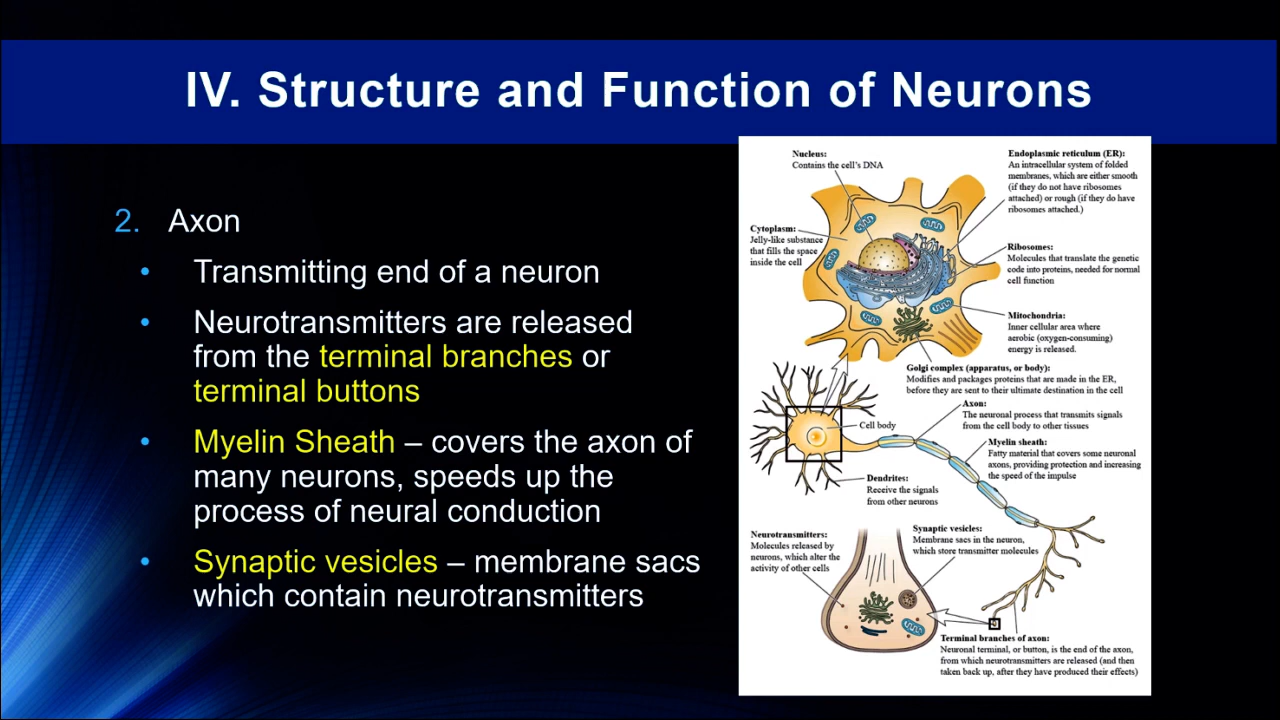 IV. Structure and Function of Neurons
2. Axon
• Transmitting end of a neuron
• Neurotransmitters are released
from the terminal branches or
terminal buttons
• Myelin Sheath – covers the axon of
many neurons, speeds up the
process of neural conduction
• Synaptic vesicles – membrane sacs
which contain neurotransmitters
Nucleus:
Contains the cell's DNA
Endoplasmic reticulum (ER):
An intracellular system of folded
membranes, which are either smooth
(if they do not have ribosomes
attached) or rough (if they do have
ribosomes attached.)
Cytoplasm:
Jelly-like substance
that fills the space
inside the cell
Ribosomes:
Molecules that translate the genetic
code into proteins, needed for normal
cell function
Mitochondria:
Inner cellular area where
aerobic (oxygen-consuming)
energy is released.
Golgi complex (apparatus, or body):
Modifies and packages proteins that are made in the ER,
before they are sent to their ultimate destination in the cell
Axon:
The neuronal process that transmits signals
from the cell body to other tissues
Cell body
Myelin sheath:
Fatty material that covers some neuronal
axons, providing protection and increasing
the speed of the impulse
Dendrites:
Receive the signals
from other neurons
Synaptic vesicles:
Membrane sacs in the neuron,
which store transmitter molecules
Neurotransmitters:
Molecules released by
neurons, which alter the
activity of other cells
Terminal branches of axon:
Neuronal terminal, or button, is the end of the axon,
from which neurotransmitters are released (and then
taken back up, after they have produced their effects)